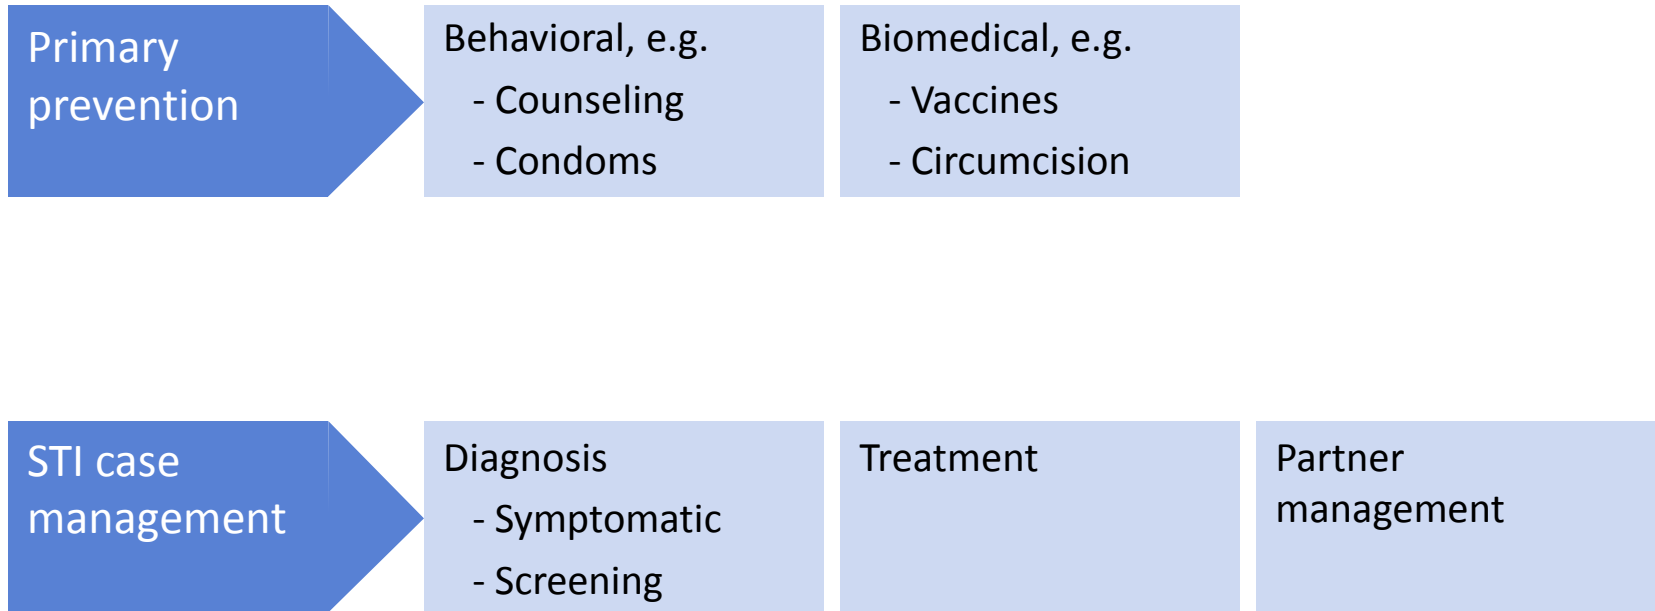 Primary
prevention
Behavioral, e.g.
- Counseling
- Condoms
Biomedical, e.g.
- Vaccines
- Circumcision
STI case
management
Diagnosis
- Symptomatic
- Screening
Treatment
Partner
management